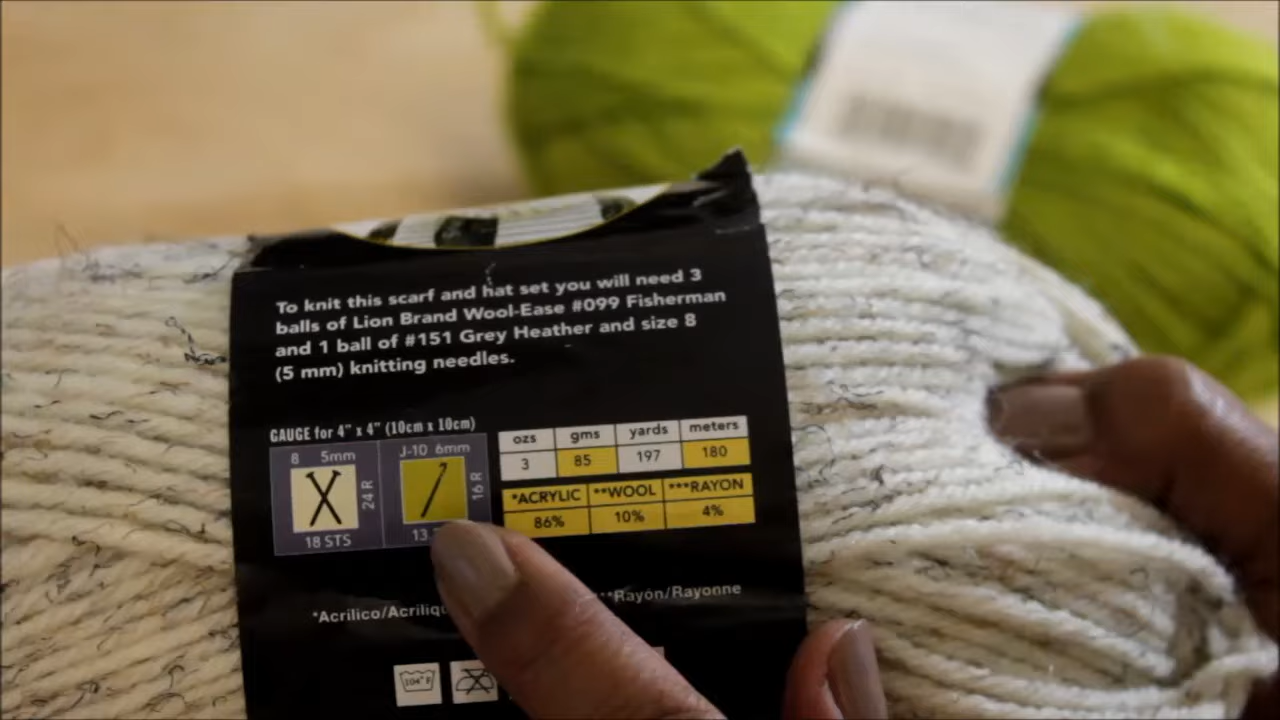 To knit this scarf and hat set you will need 3
balls of Lion Brand Wool-Ease #099 Fisherman
and 1 ball of #151 Grey Heather and size 8
(5 mm) knitting needles.
GAUGE for 4" x 4" (10cm x 10cm)
8 5mm
24 R
18 STS
J-10 6mm
16 R
13
ozs gms yards meters
3 85 197 180
*ACRYLIC **WOOL ***RAYON
86% 10% 4%
*Acrílico/Acriliq ***Rayón/Rayonne
104° F